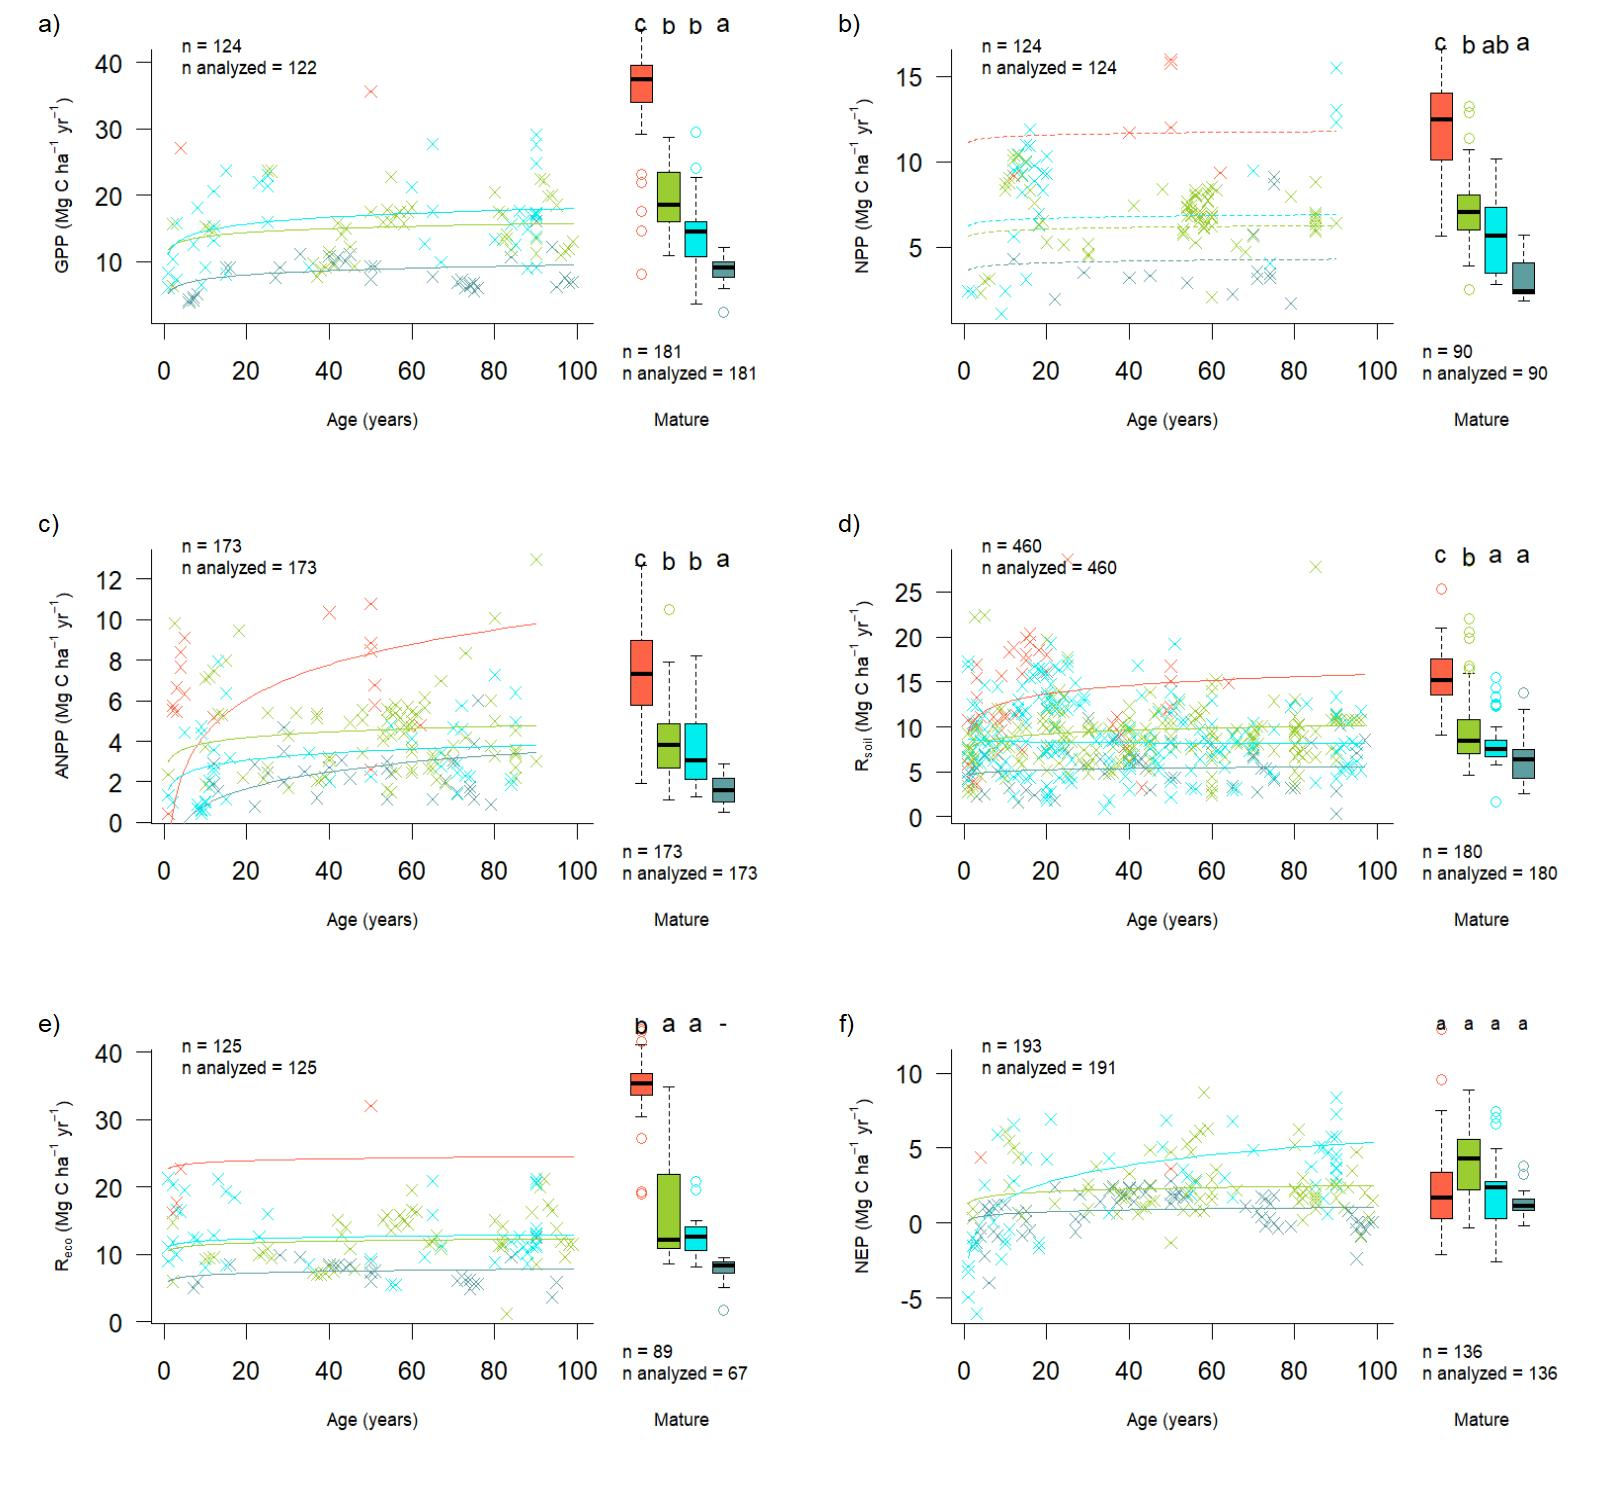 a)
n = 124
n analyzed = 122
c b b a
GPP (Mg C ha⁻¹ yr⁻¹)
40
30
20
10
0 20 40 60 80 100
Age (years)
n = 181
n analyzed = 181
Mature
b)
n = 124
n analyzed = 124
c b ab a
NPP (Mg C ha⁻¹ yr⁻¹)
15
10
5
0 20 40 60 80 100
Age (years)
n = 90
n analyzed = 90
Mature
c)
n = 173
n analyzed = 173
c b b a
ANPP (Mg C ha⁻¹ yr⁻¹)
12
10
8
6
4
2
0
0 20 40 60 80 100
Age (years)
n = 173
n analyzed = 173
Mature
d)
n = 460
n analyzed = 460
c b a a
Rsoil (Mg C ha⁻¹ yr⁻¹)
25
20
15
10
5
0
0 20 40 60 80 100
Age (years)
n = 180
n analyzed = 180
Mature
e)
n = 125
n analyzed = 125
b a a -
Reco (Mg C ha⁻¹ yr⁻¹)
40
30
20
10
0
0 20 40 60 80 100
Age (years)
n = 89
n analyzed = 67
Mature
f)
n = 193
n analyzed = 191
a a a a
NEP (Mg C ha⁻¹ yr⁻¹)
10
5
0
-5
0 20 40 60 80 100
Age (years)
n = 136
n analyzed = 136
Mature